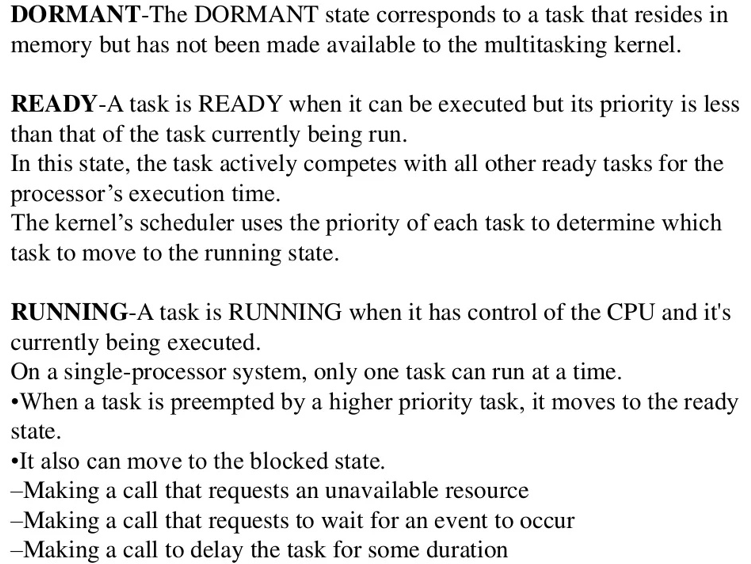 DORMANT-The DORMANT state corresponds to a task that resides in
memory but has not been made available to the multitasking kernel.
READY-A task is READY when it can be executed but its priority is less
than that of the task currently being run.
In this state, the task actively competes with all other ready tasks for the
processor’s execution time.
The kernel’s scheduler uses the priority of each task to determine which
task to move to the running state.
RUNNING-A task is RUNNING when it has control of the CPU and it's
currently being executed.
On a single-processor system, only one task can run at a time.
•When a task is preempted by a higher priority task, it moves to the ready
state.
•It also can move to the blocked state.
–Making a call that requests an unavailable resource
–Making a call that requests to wait for an event to occur
–Making a call to delay the task for some duration